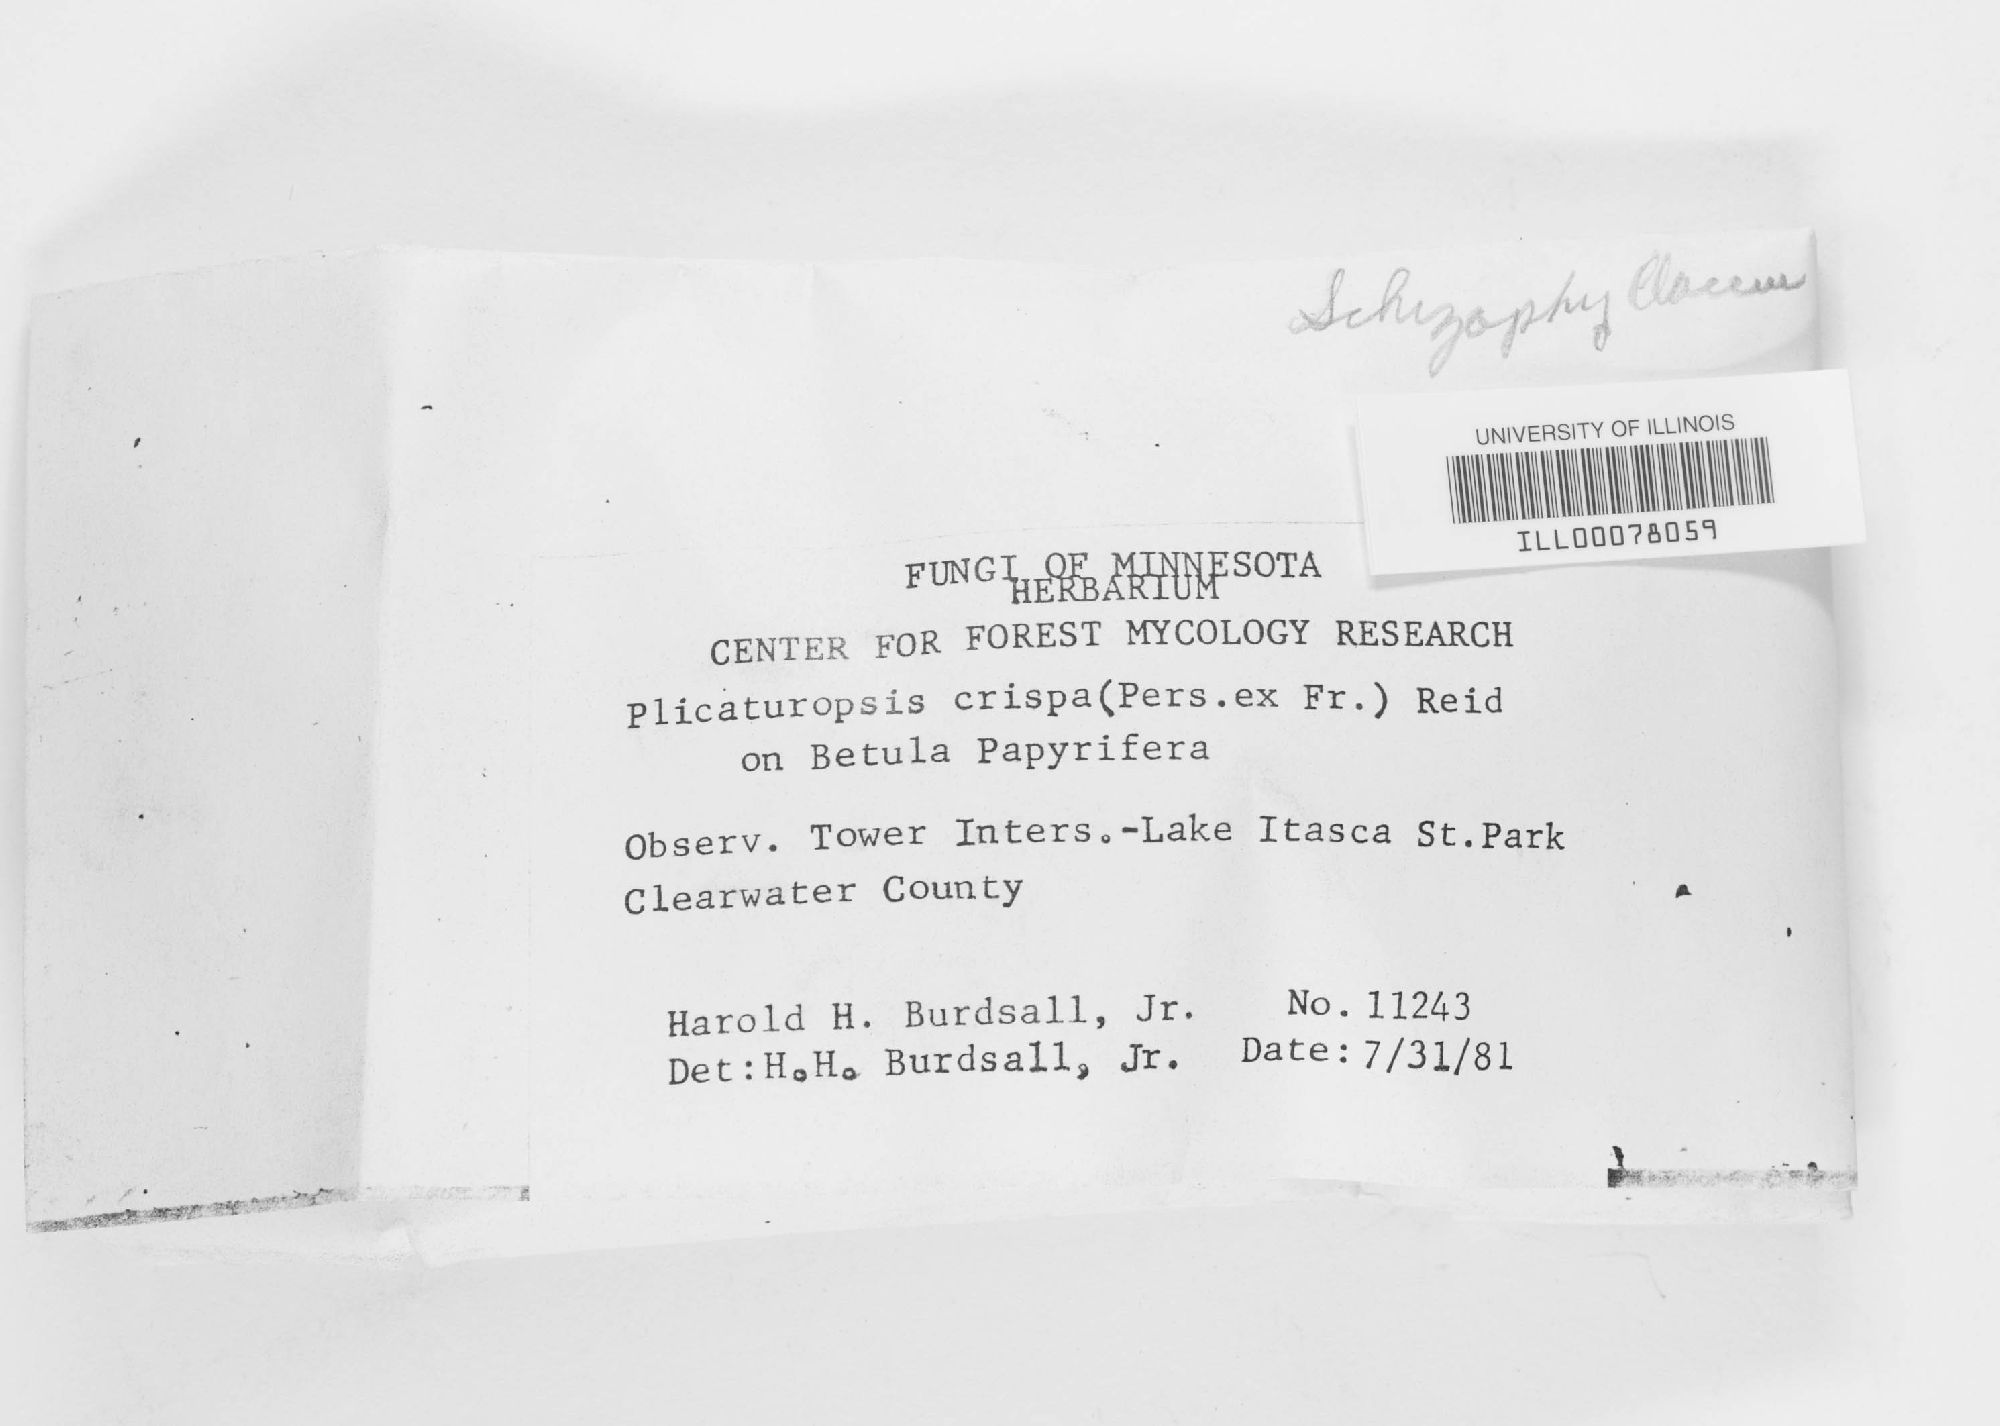 Schizophyllaceae
UNIVERSITY OF ILLINOIS
ILL00078059
FUNGI OF MINNESOTA
HERBARIUM
CENTER FOR FOREST MYCOLOGY RESEARCH
Plicaturopsis crispa(Pers.ex Fr.) Reid
on Betula Papyrifera
Observ. Tower Inters.-Lake Itasca St.Park
Clearwater County
Harold H. Burdsall, Jr. No. 11243
Det:H.H. Burdsall, Jr. Date: 7/31/81